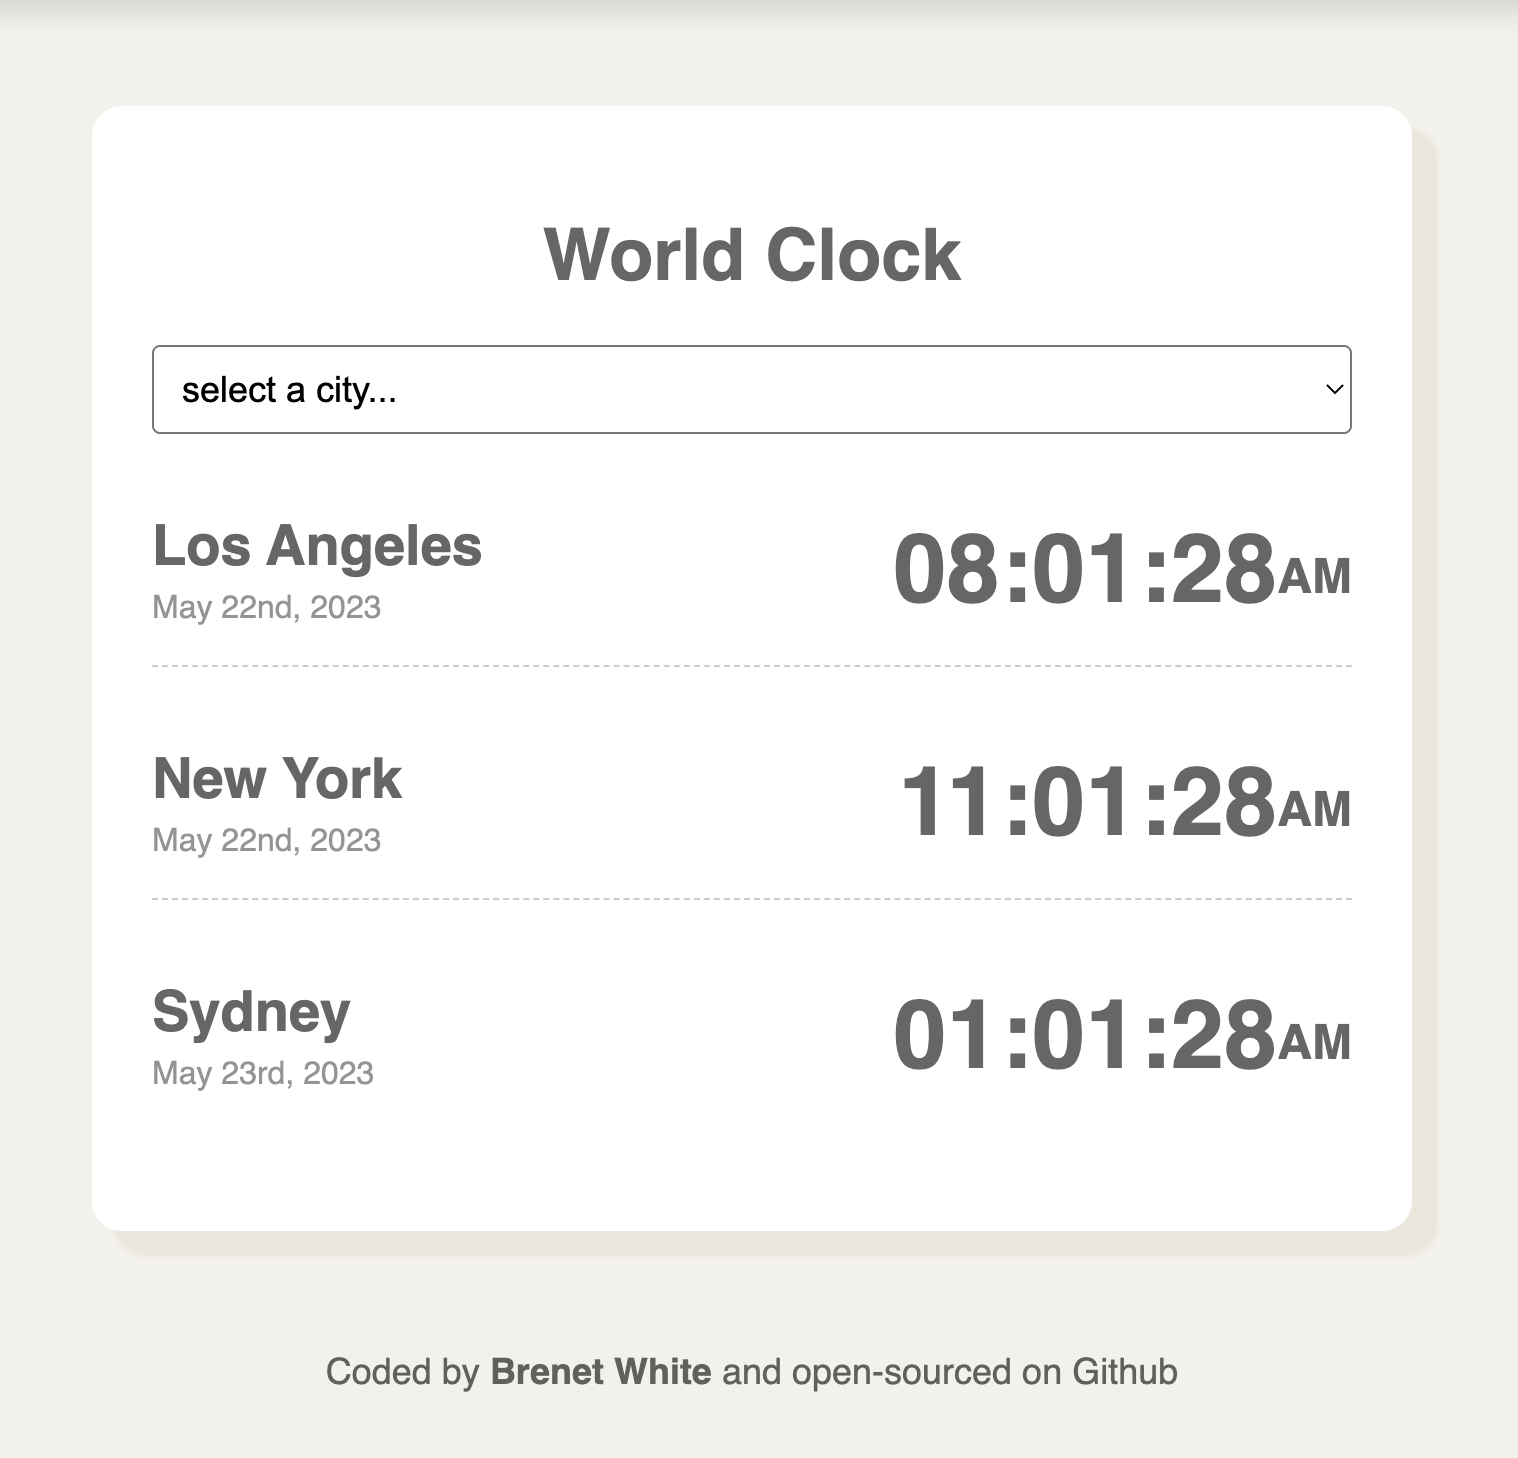 World Clock
select a city...
Los Angeles
May 22nd, 2023
08:01:28AM
New York
May 22nd, 2023
11:01:28AM
Sydney
May 23rd, 2023
01:01:28AM
Coded by Brenet White and open-sourced on Github